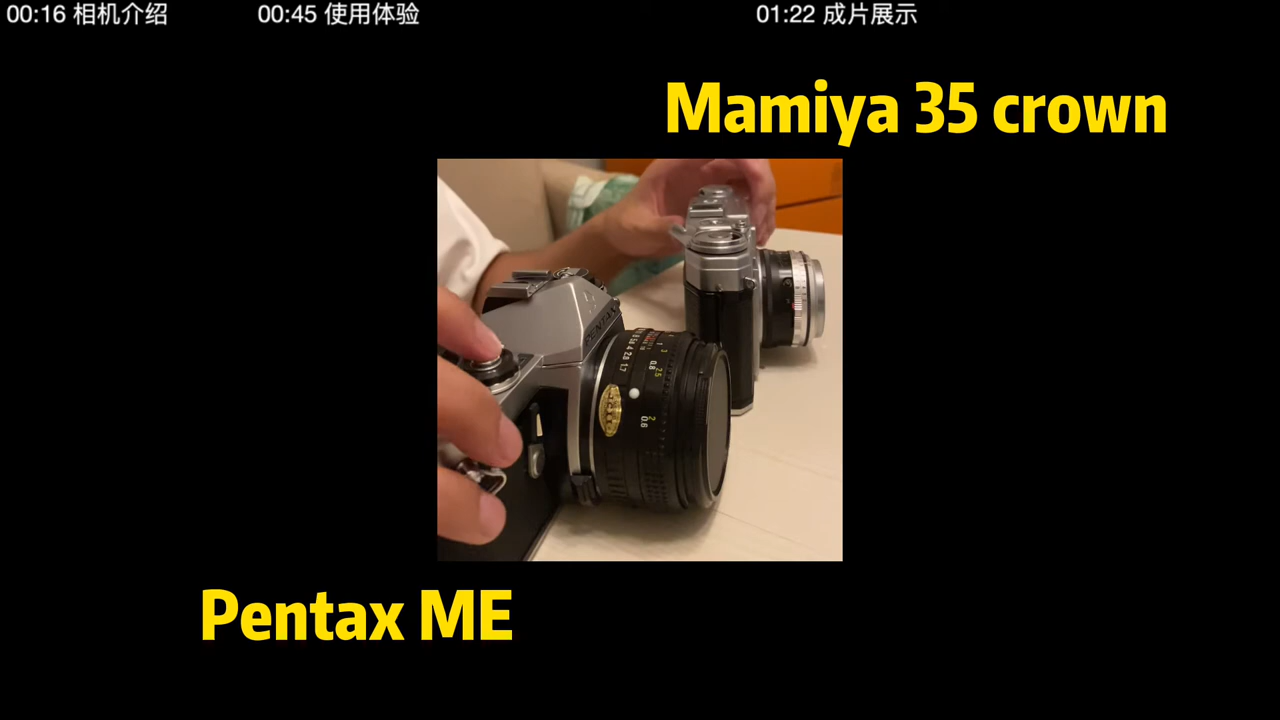 00:16 相机介绍
00:45 使用体验
01:22 成片展示
Mamiya 35 crown
PENTAX
Pentax ME